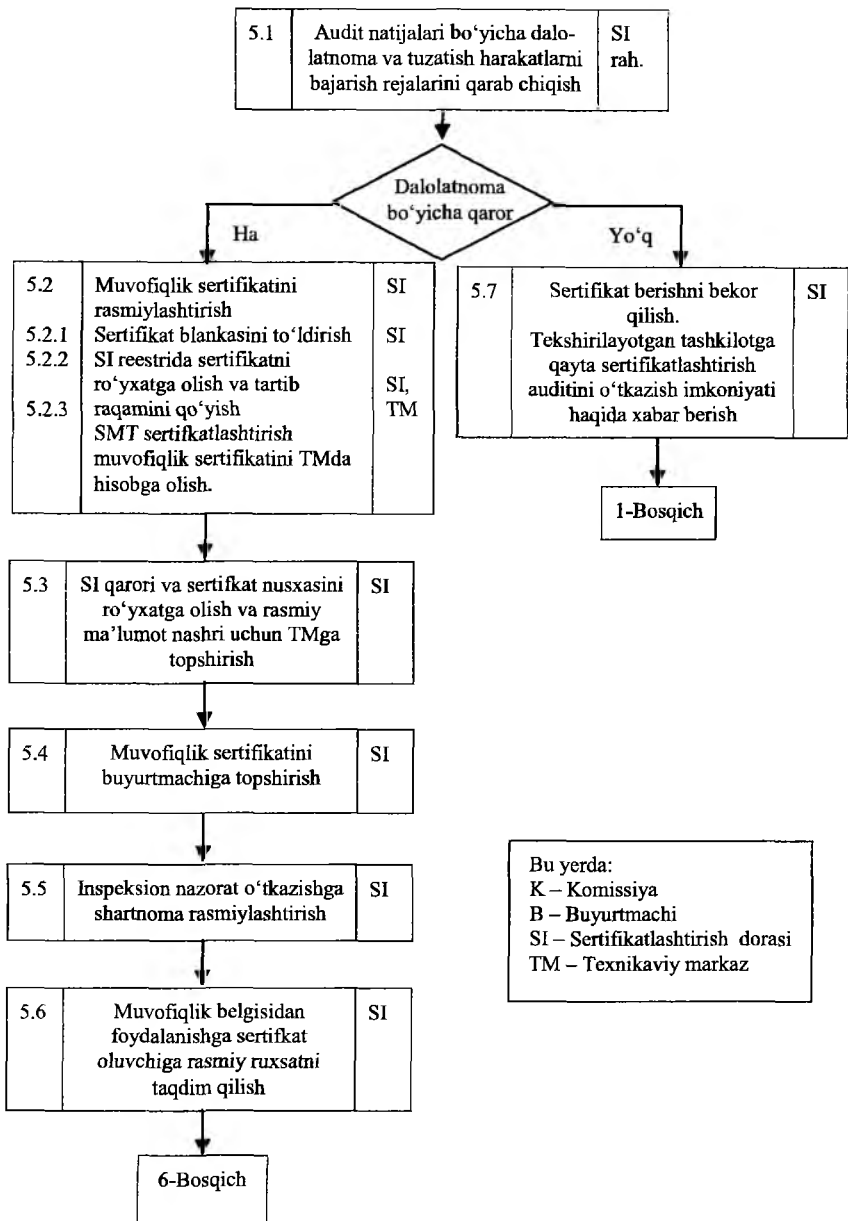 5.1 Audit natijalari bo‘yicha dalo- SI
latnoma va tuzatish harakatlarni rah.
bajarish rejalarini qarab chiqish
Dalolatnoma
bo‘yicha qaror
Ha
Yo‘q
5.2 Muvofiqlik sertifikatini SI
rasmiylashtirish
5.2.1 Sertifikat blankasini to‘ldirish SI
5.2.2 SI reestrida sertifikatni
ro‘yxatga olish va tartib SI,
5.2.3 raqamini qo‘yish TM
SMT sertifkatlashtirish
muvofiqlik sertifikatini TMda
hisobga olish.
5.7 Sertifikat berishni bekor SI
qilish.
Tekshirilayotgan tashkilotga
qayta sertifikatlashtirish
auditini o‘tkazish imkoniyati
haqida xabar berish
1-Bosqich
5.3 SI qarori va sertifkat nusxasini SI
ro‘yxatga olish va rasmiy
ma’lumot nashri uchun TMga
topshirish
5.4 Muvofiqlik sertifikatini SI
buyurtmachiga topshirish
5.5 Inspeksion nazorat o‘tkazishga SI
shartnoma rasmiylashtirish
Bu yerda:
K – Komissiya
B – Buyurtmachi
SI – Sertifikatlashtirish dorasi
TM – Texnikaviy markaz
5.6 Muvofiqlik belgisidan SI
foydalanishga sertifkat
oluvchiga rasmiy ruxsatni
taqdim qilish
6-Bosqich